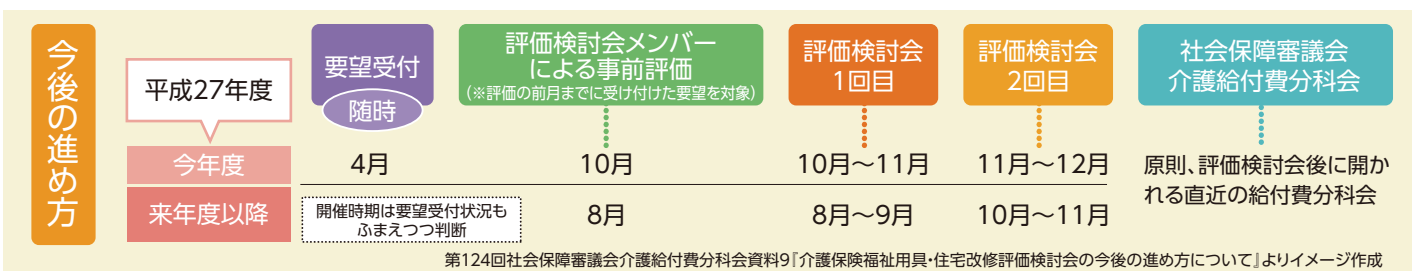 今後の進め方
平成27年度
要望受付
随時
評価検討会メンバー
による事前評価
(※評価の前月までに受け付けた要望を対象)
評価検討会
1回目
評価検討会
2回目
社会保障審議会
介護給付費分科会
今年度
4月
10月
10月〜11月
11月〜12月
原則、評価検討会後に開か
れる直近の給付費分科会
来年度以降
開催時期は要望受付状況も
ふまえつつ判断
8月
8月〜9月
10月〜11月
第124回社会保障審議会介護給付費分科会資料9『介護保険福祉用具・住宅改修評価検討会の今後の進め方について』よりイメージ作成